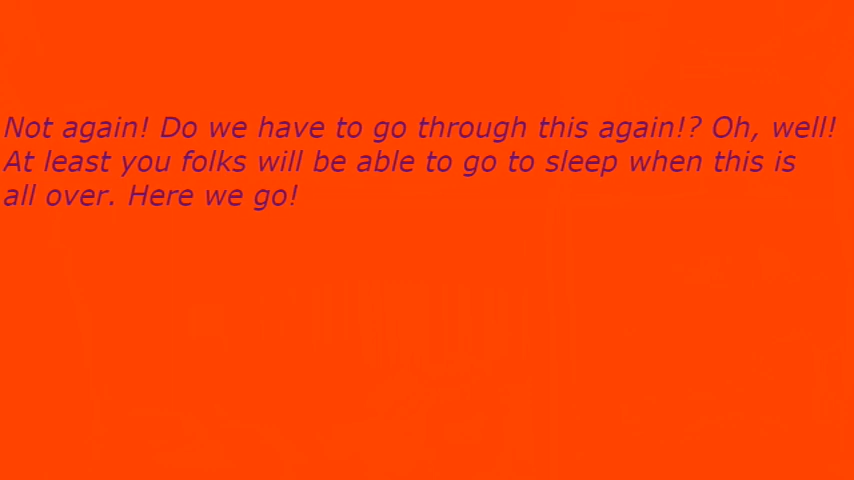 Not again! Do we have to go through this again!? Oh, well!
At least you folks will be able to go to sleep when this is
all over. Here we go!